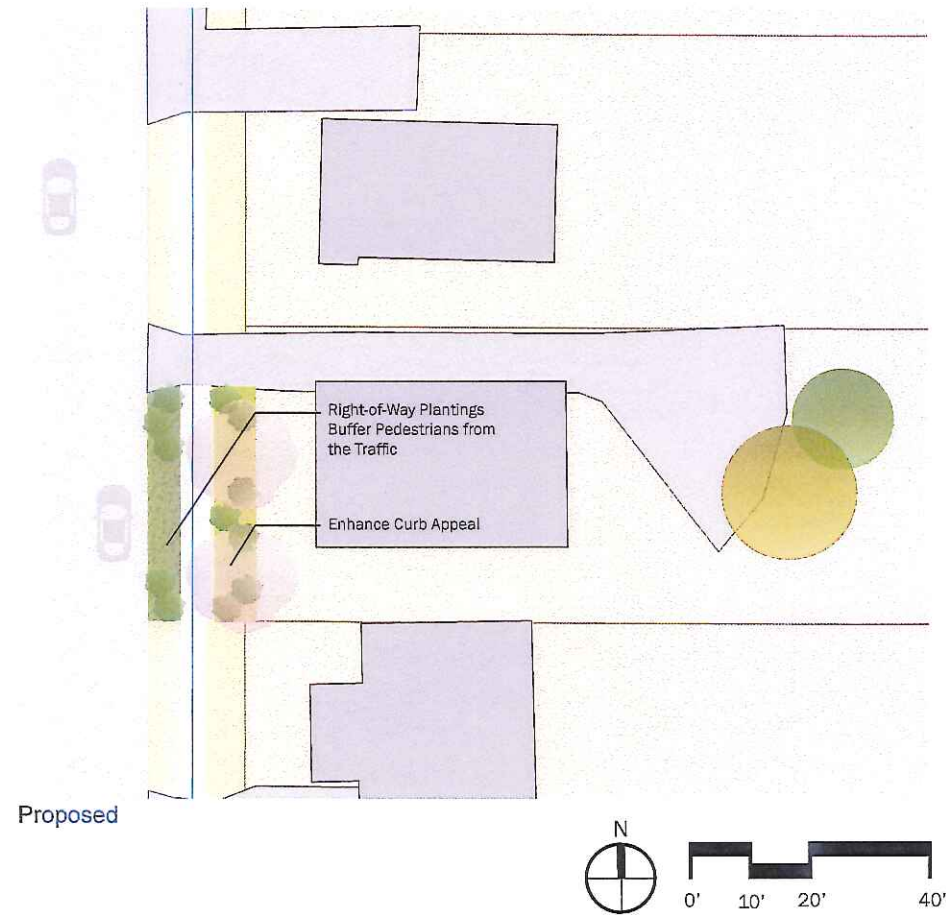 Right-of-Way Plantings
Buffer Pedestrians from
the Traffic
Enhance Curb Appeal
Proposed
N
0' 10' 20' 40'